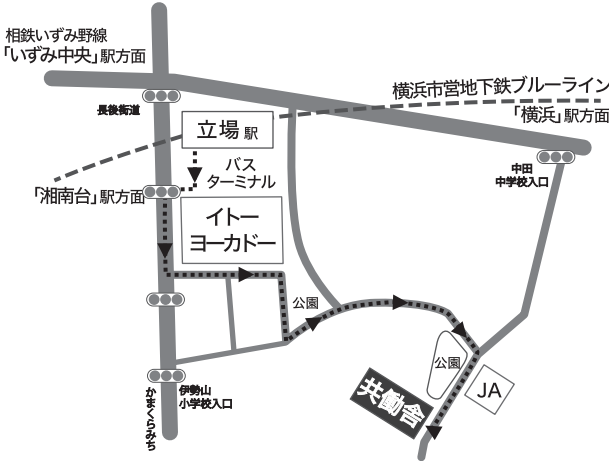 相鉄いずみ野線
「いずみ中央」駅方面
横浜市営地下鉄ブルーライン
「横浜」駅方面
長後街道
立場駅
バス
ターミナル
中田
中学校入口
「湘南台」駅方面
イトー
ヨーカドー
公園
公園
JA
共働舎
伊勢山
小学校入口
かまくらみち